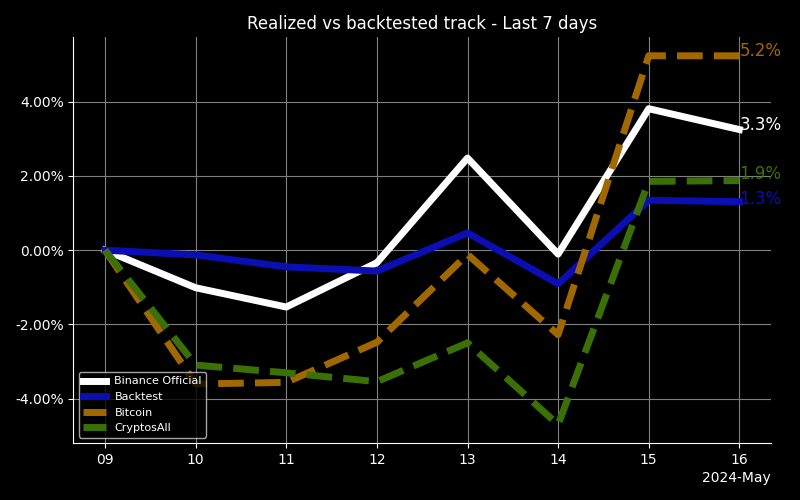 Realized vs backtested track - Last 7 days
5.2%
4.00%
3.3%
2.00%
1.9%
1.3%
0.00%
-2.00%
-4.00%
Binance Official
Backtest
Bitcoin
CryptosAll
09 10 11 12 13 14 15 16
2024-May